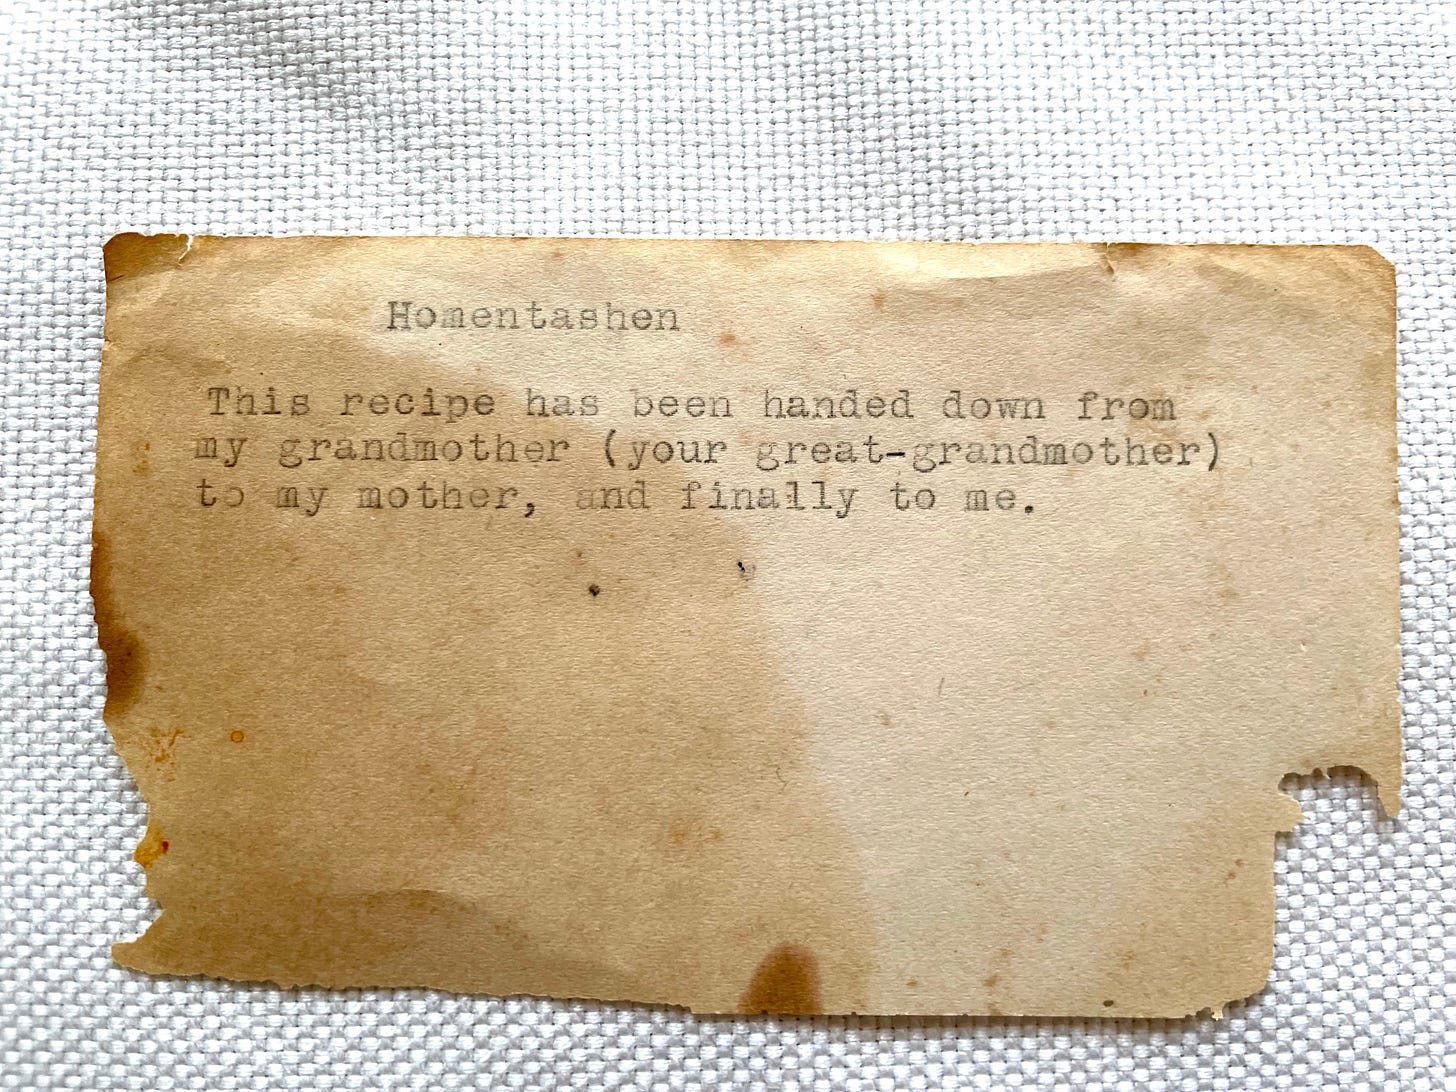 Homentashen
This recipe has been handed down from
my grandmother (your great-grandmother)
to my mother, and finally to me.